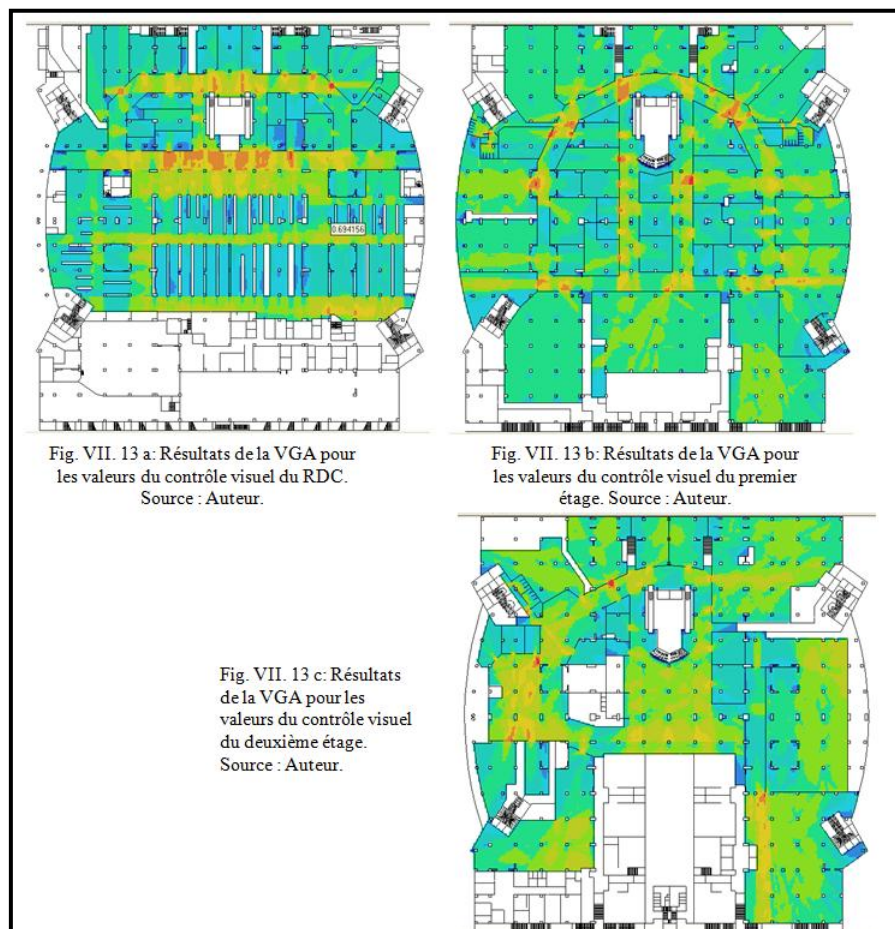 0.694156
Fig. VII. 13 a: Résultats de la VGA pour
les valeurs du contrôle visuel du RDC.
Source : Auteur.
Fig. VII. 13 b: Résultats de la VGA pour
les valeurs du contrôle visuel du premier
étage. Source : Auteur.
Fig. VII. 13 c: Résultats
de la VGA pour les
valeurs du contrôle visuel
du deuxième étage.
Source : Auteur.